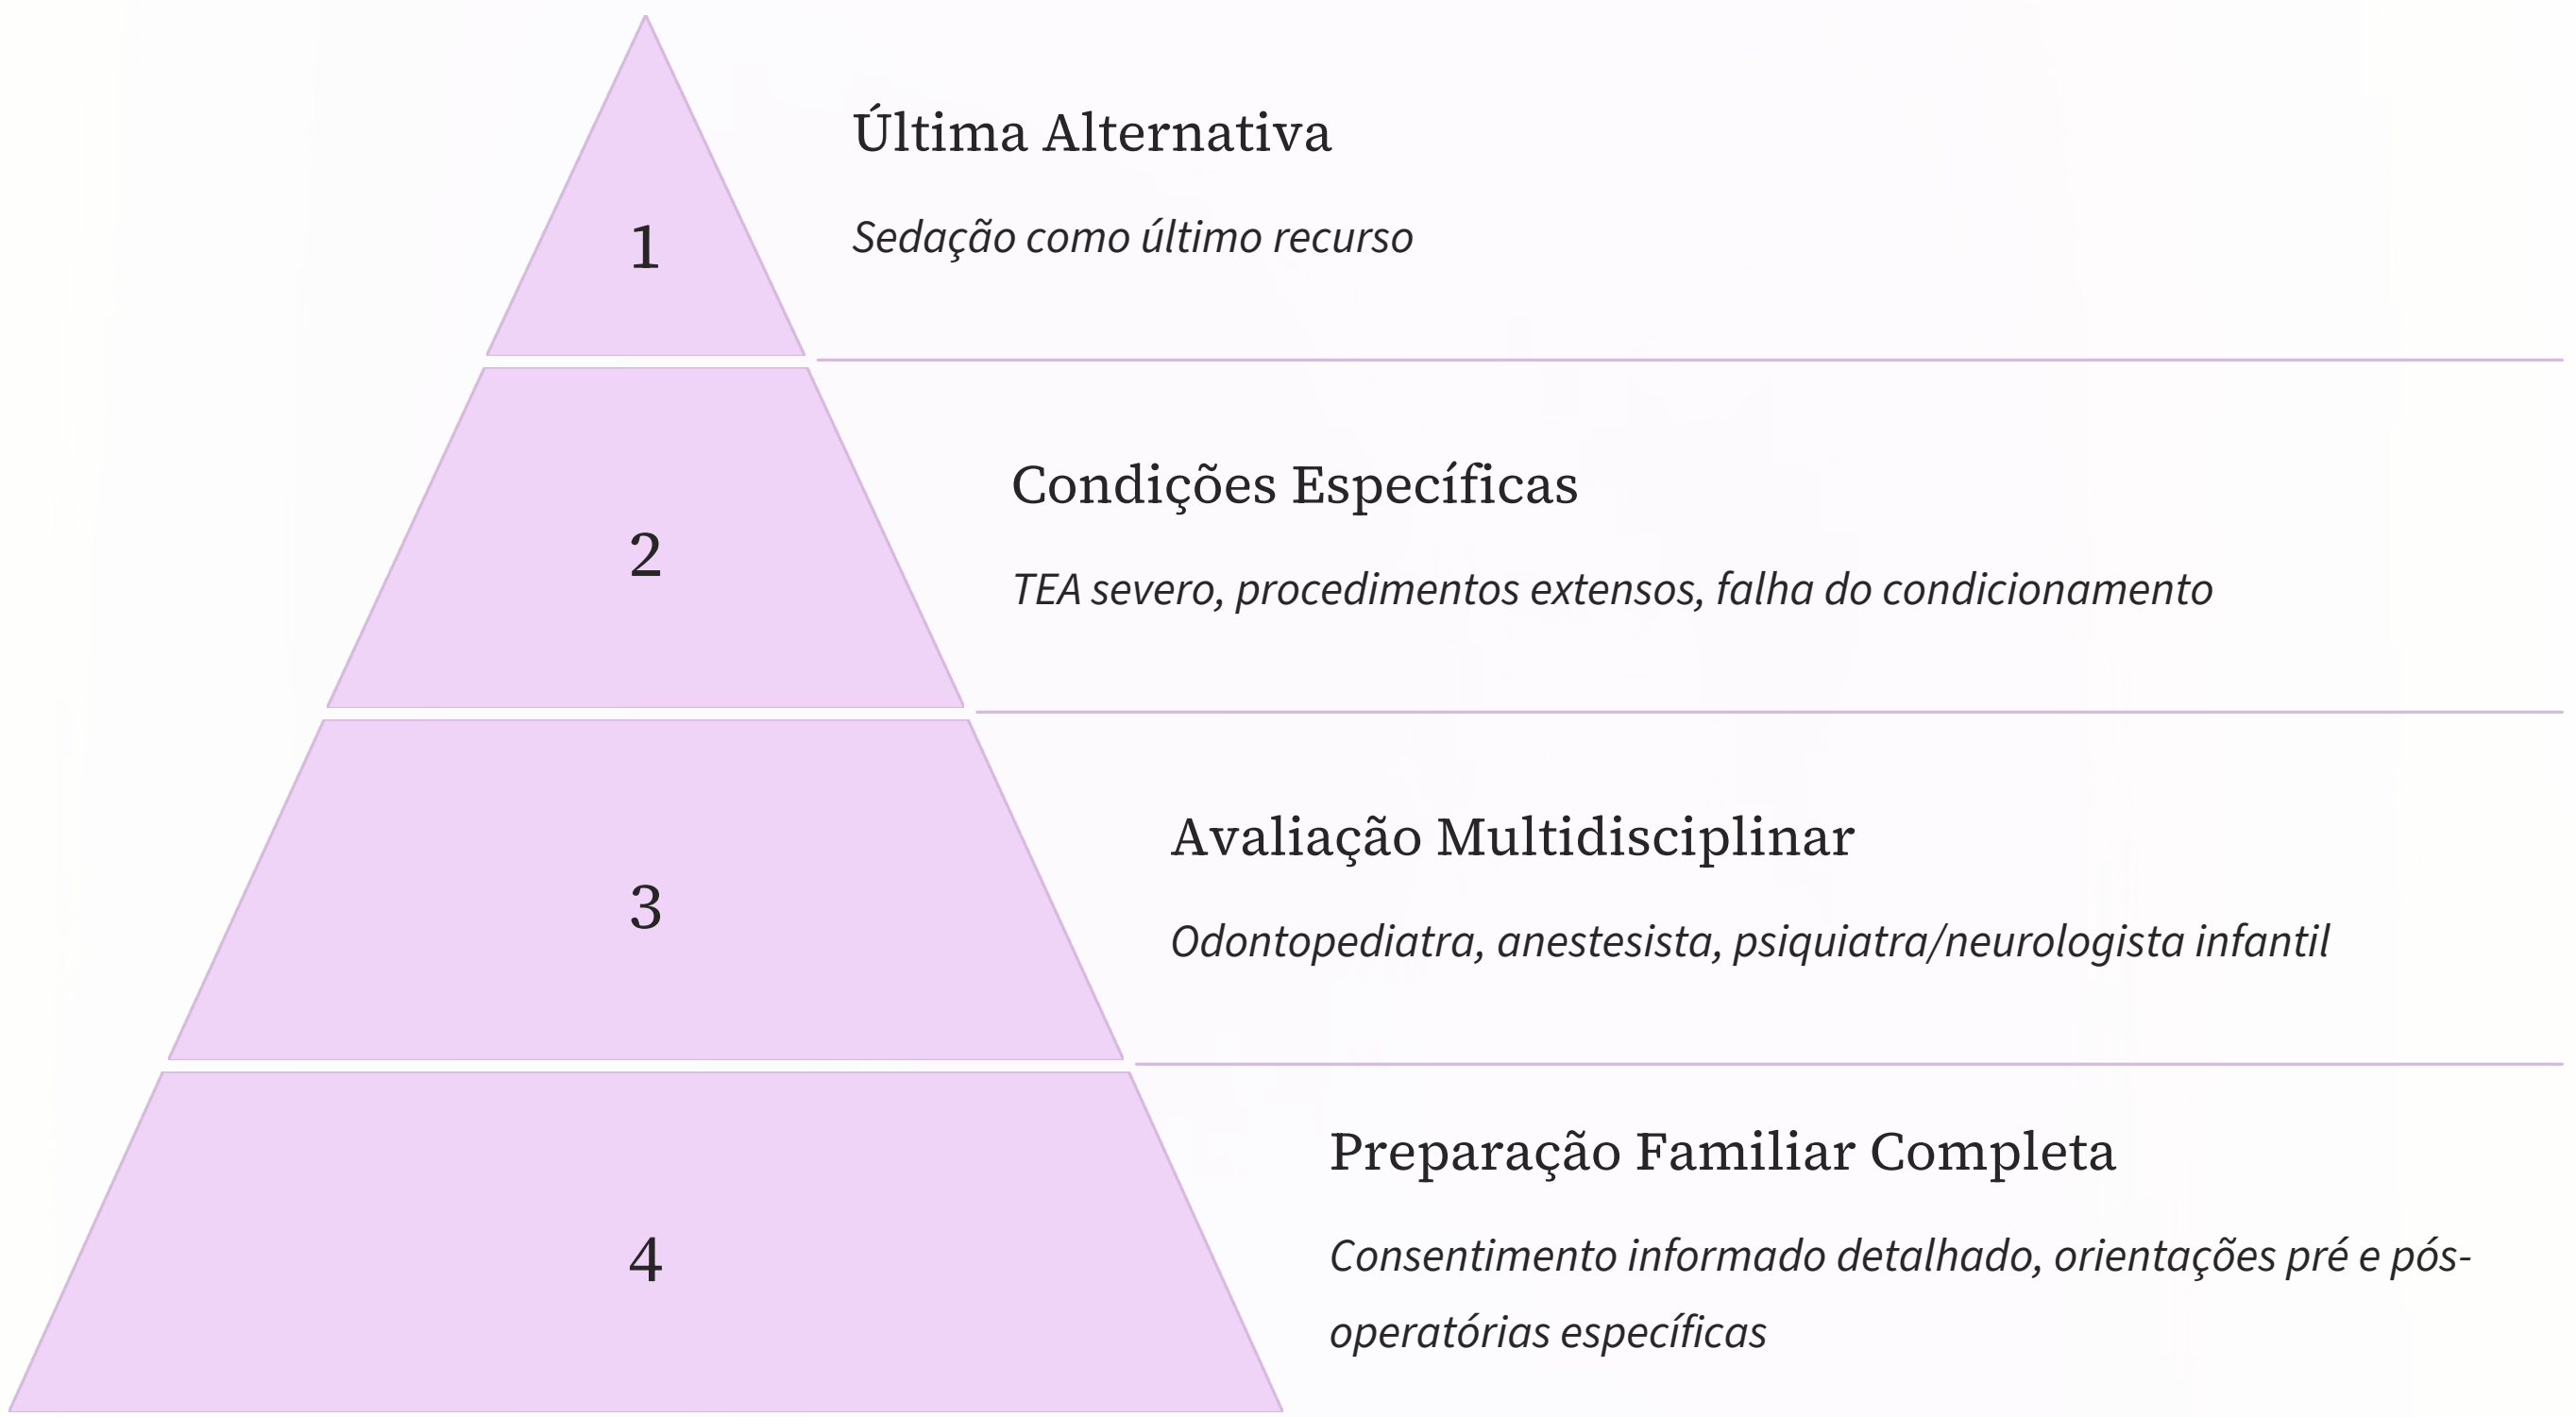 1
Última Alternativa
Sedação como último recurso
2
Condições Específicas
TEA severo, procedimentos extensos, falha do condicionamento
3
Avaliação Multidisciplinar
Odontopediatra, anestesista, psiquiatra/neurologista infantil
4
Preparação Familiar Completa
Consentimento informado detalhado, orientações pré e pós-
operatórias específicas